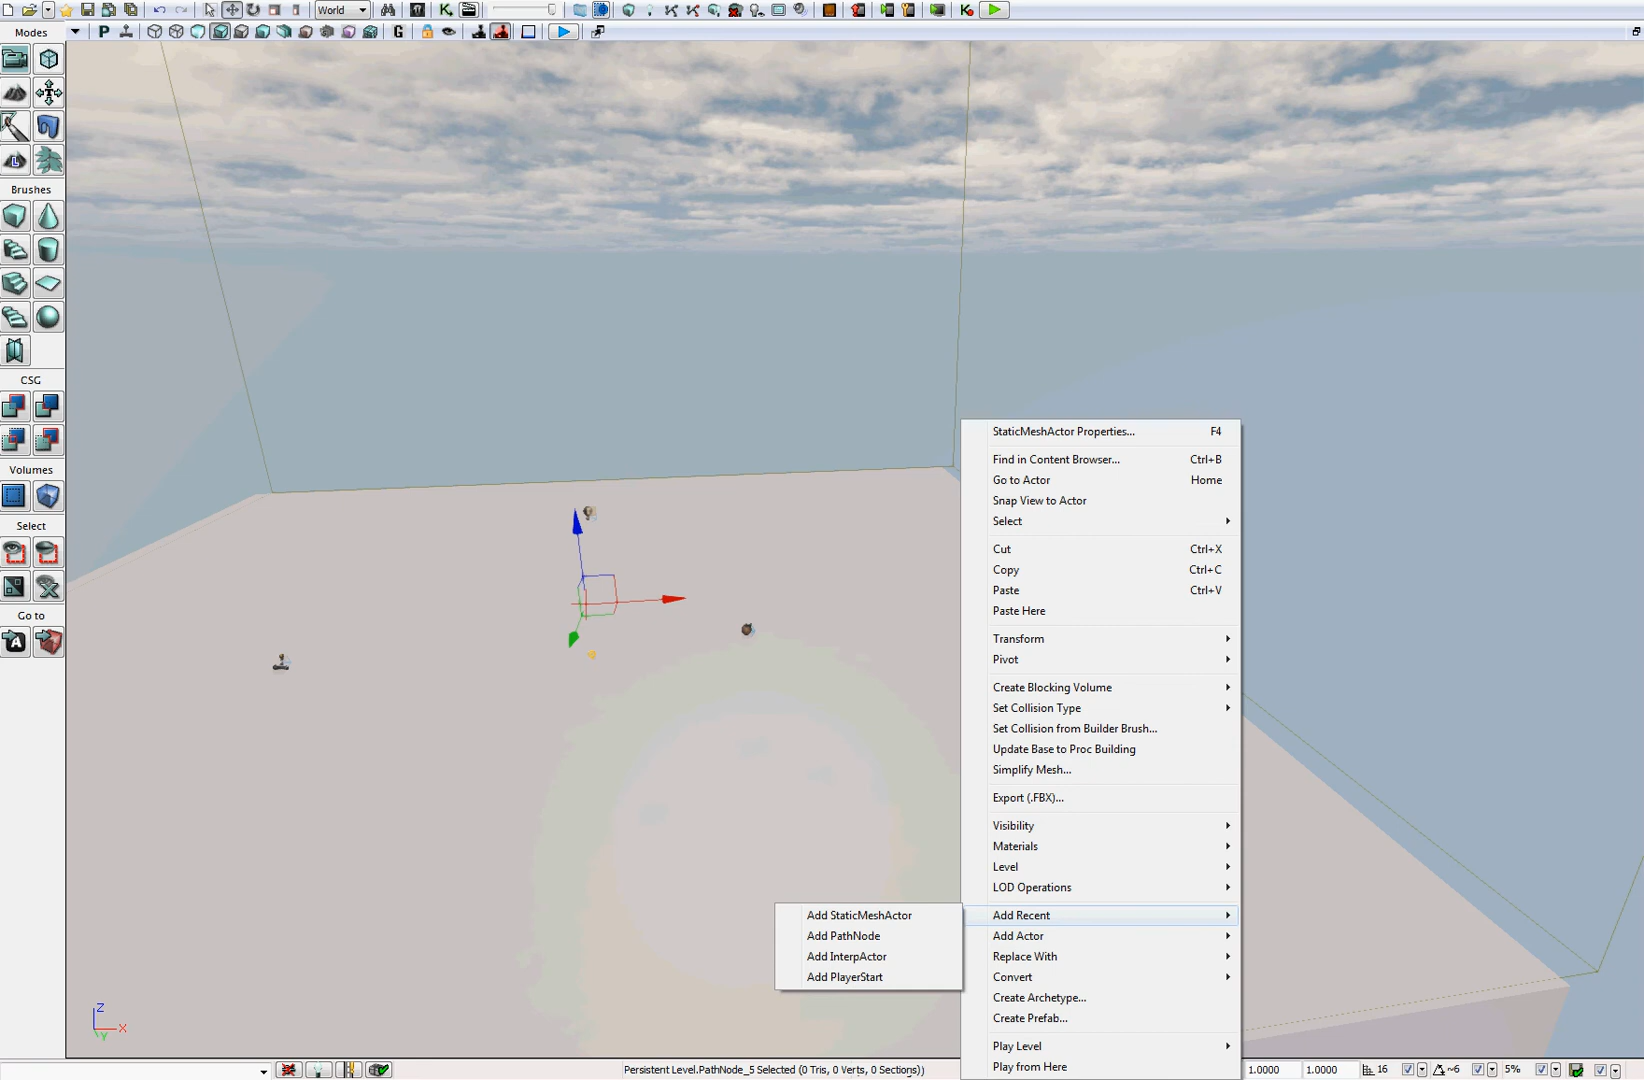 World
Modes
P
G
L
Brushes
CSG
Volumes
Select
Go to
A
StaticMeshActor Properties... F4
Find in Content Browser... Ctrl+B
Go to Actor Home
Snap View to Actor
Select
Cut Ctrl+X
Copy Ctrl+C
Paste Ctrl+V
Paste Here
Transform
Pivot
Create Blocking Volume
Set Collision Type
Set Collision from Builder Brush...
Update Base to Proc Building
Simplify Mesh...
Export (.FBX)...
Visibility
Materials
Level
LOD Operations
Add StaticMeshActor
Add PathNode
Add InterpActor
Add PlayerStart
Add Recent
Add Actor
Replace With
Convert
Create Archetype...
Create Prefab...
Play Level
Play from Here
Z
X
Y
Persistent Level.PathNode_5 Selected (0 Tris, 0 Verts, 0 Sections)) 1.0000 1.0000 16 ~6 5%